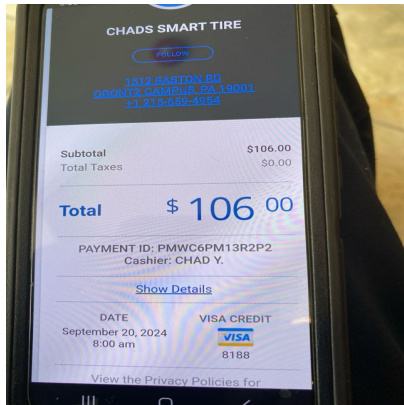 CHADS SMART TIRE
FOLLOW
1512 EASTON RD
OGONTZ CAMPUS, PA 19001
+1 215-559-4954
Subtotal $106.00
Total Taxes $0.00
Total $ 106 00
PAYMENT ID: PMWC6PM13R2P2
Cashier: CHAD Y.
Show Details
DATE VISA CREDIT
September 20, 2024 VISA
8:00 am 8188
View the Privacy Policies for